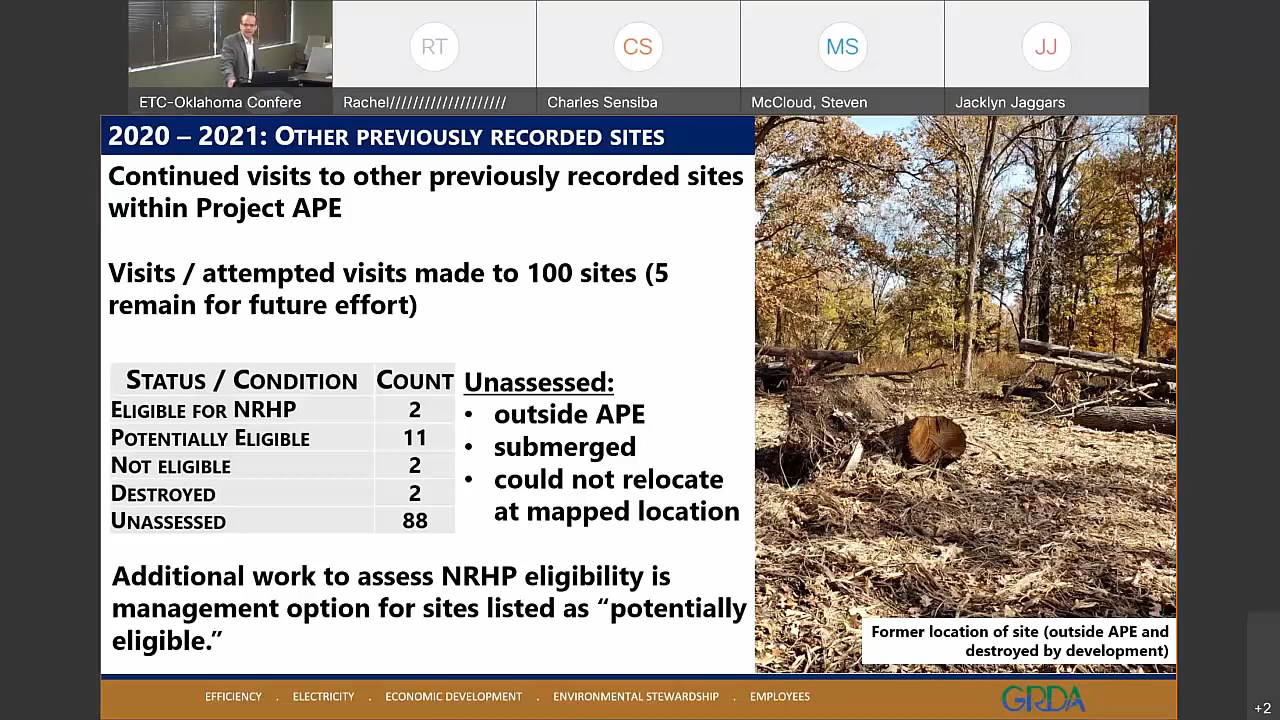 RT
CS
MS
JJ
ETC-Oklahoma Confere
Rachel////////////////////
Charles Sensiba
McCloud, Steven
Jacklyn Jaggars
2020 – 2021: OTHER PREVIOUSLY RECORDED SITES
Continued visits to other previously recorded sites
within Project APE
Visits / attempted visits made to 100 sites (5
remain for future effort)
STATUS / CONDITION COUNT
ELIGIBLE FOR NRHP 2
POTENTIALLY ELIGIBLE 11
NOT ELIGIBLE 2
DESTROYED 2
UNASSESSED 88
Unassessed:
• outside APE
• submerged
• could not relocate
at mapped location
Additional work to assess NRHP eligibility is
management option for sites listed as “potentially
eligible.”
Former location of site (outside APE and
destroyed by development)
EFFICIENCY . ELECTRICITY . ECONOMIC DEVELOPMENT . ENVIRONMENTAL STEWARDSHIP . EMPLOYEES
GRDA
+2